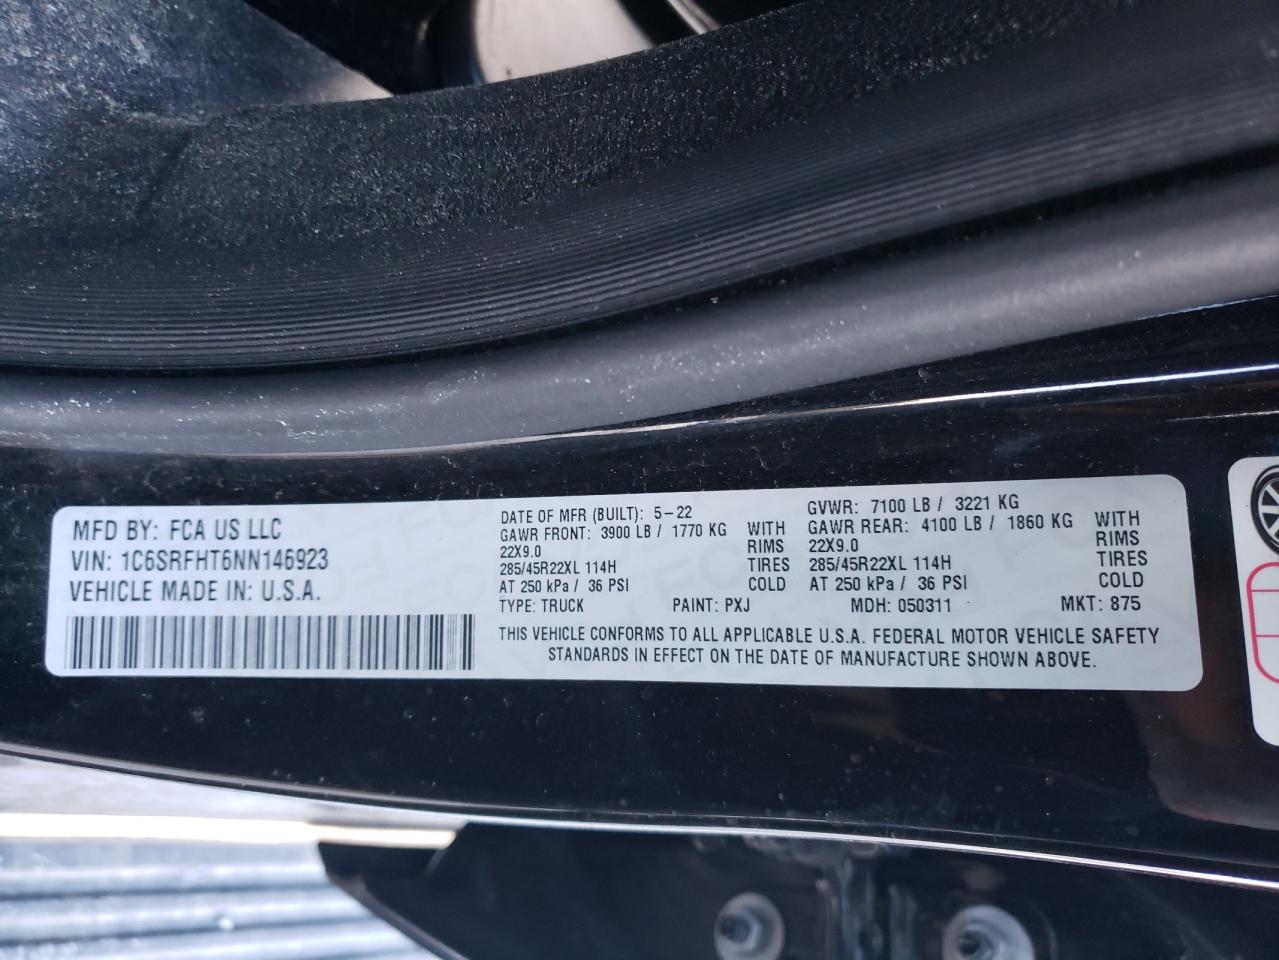 MFD BY: FCA US LLC
VIN: 1C6SRFHT6NN146923
VEHICLE MADE IN: U.S.A.
DATE OF MFR (BUILT): 5-22
GAWR FRONT: 3900 LB / 1770 KG WITH
22X9.0 RIMS
285/45R22XL 114H TIRES
AT 250 kPa / 36 PSI COLD
GVWR: 7100 LB / 3221 KG
GAWR REAR: 4100 LB / 1860 KG WITH
22X9.0 RIMS
285/45R22XL 114H TIRES
AT 250 kPa / 36 PSI COLD
TYPE: TRUCK PAINT: PXJ MDH: 050311 MKT: 875
THIS VEHICLE CONFORMS TO ALL APPLICABLE U.S.A. FEDERAL MOTOR VEHICLE SAFETY
STANDARDS IN EFFECT ON THE DATE OF MANUFACTURE SHOWN ABOVE.